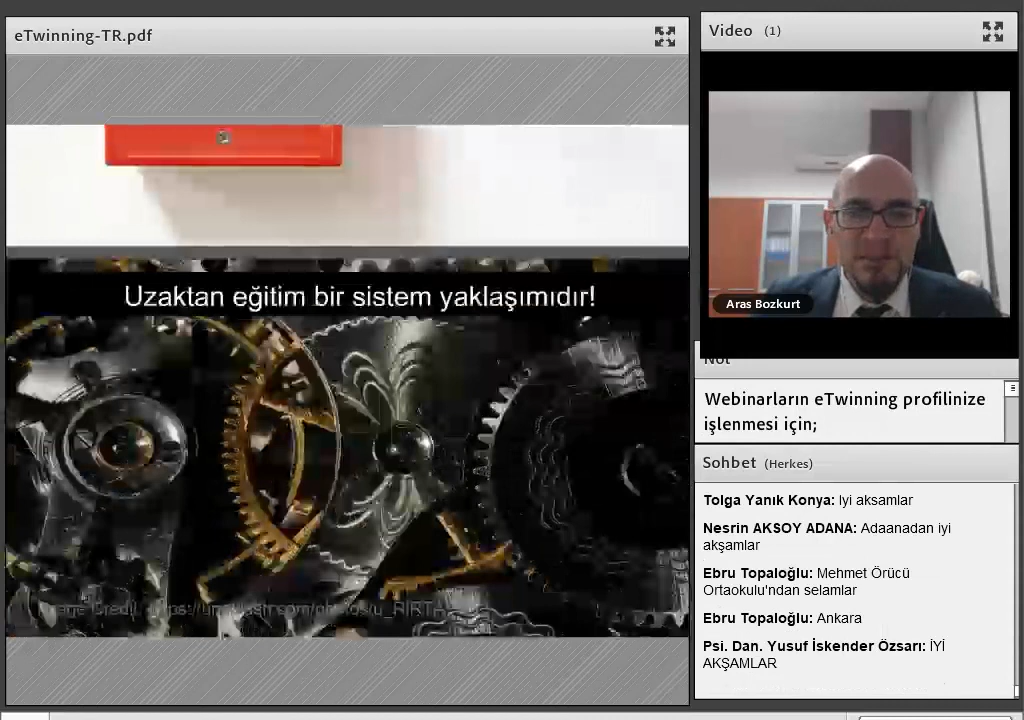 eTwinning-TR.pdf
Uzaktan eğitim bir sistem yaklaşımıdır!
Video (1)
Aras Bozkurt
Not
Webinarların eTwinning profilinize
işlenmesi için;
Sohbet (Herkes)
Tolga Yanık Konya: Iyi aksamlar
Nesrin AKSOY ADANA: Adaanadan iyi
akşamlar
Ebru Topaloğlu: Mehmet Örücü
Ortaokulu'ndan selamlar
Ebru Topaloğlu: Ankara
Psi. Dan. Yusuf İskender Özsarı: İYİ
AKŞAMLAR